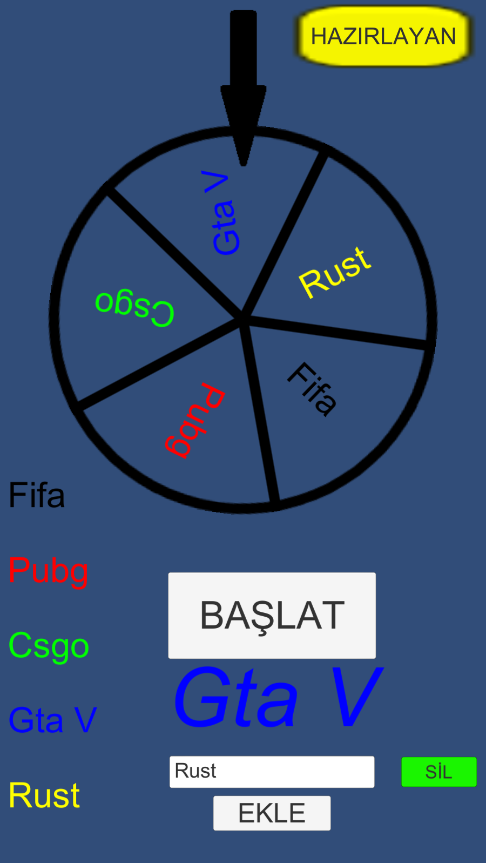 HAZIRLAYAN
Gta V
Rust
Csgo
Fifa
Pubg
Fifa
Pubg
Csgo
Gta V
Rust
BAŞLAT
Gta V
Rust
SİL
EKLE